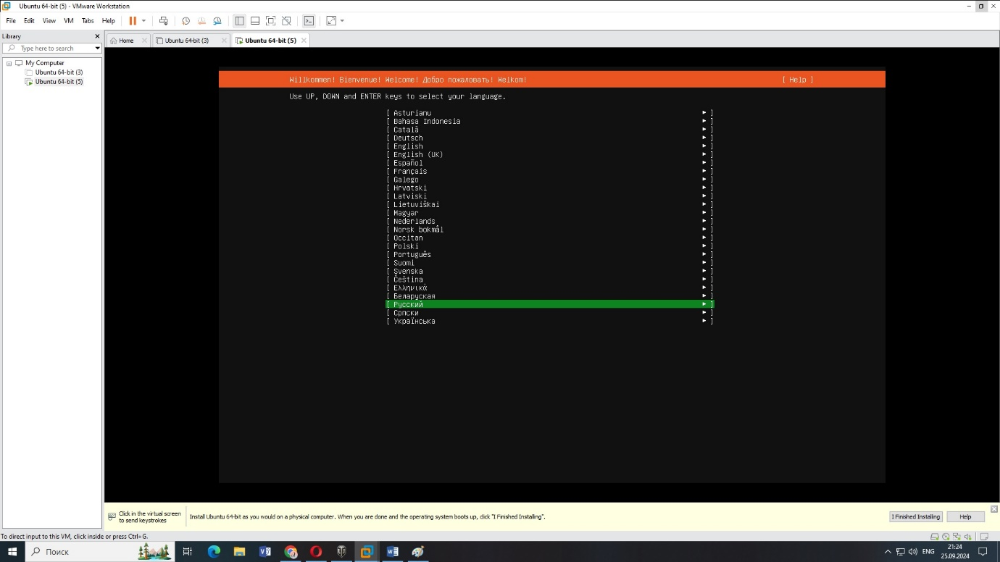 Ubuntu 64-bit (5) - VMware Workstation
File Edit View VM Tabs Help
Library
Type here to search
My Computer
Ubuntu 64-bit (3)
Ubuntu 64-bit (5)
Home
Ubuntu 64-bit (3)
Ubuntu 64-bit (5)
Willkommen! Bienvenue! Welcome! Добро пожаловать! Welkom! [ Help ]
Use UP, DOWN and ENTER keys to select your language.
[ Asturianu ► ]
[ Bahasa Indonesia ► ]
[ Català ► ]
[ Deutsch ► ]
[ English ► ]
[ English (UK) ► ]
[ Español ► ]
[ Français ► ]
[ Galego ► ]
[ Hrvatski ► ]
[ Latviski ► ]
[ Lietuviškai ► ]
[ Magyar ► ]
[ Nederlands ► ]
[ Norsk bokmål ► ]
[ Occitan ► ]
[ Polski ► ]
[ Português ► ]
[ Suomi ► ]
[ Svenska ► ]
[ Čeština ► ]
[ Ελληνικά ► ]
[ Беларуская ► ]
[ Русский ► ]
[ Српски ► ]
[ Українська ► ]
Click in the virtual screen
to send keystrokes
Install Ubuntu 64-bit as you would on a physical computer. When you are done and the operating system boots up, click "I Finished Installing".
I Finished Installing
Help
To direct input to this VM, click inside or press Ctrl+G.
Поиск
ENG
21:24
25.09.2024